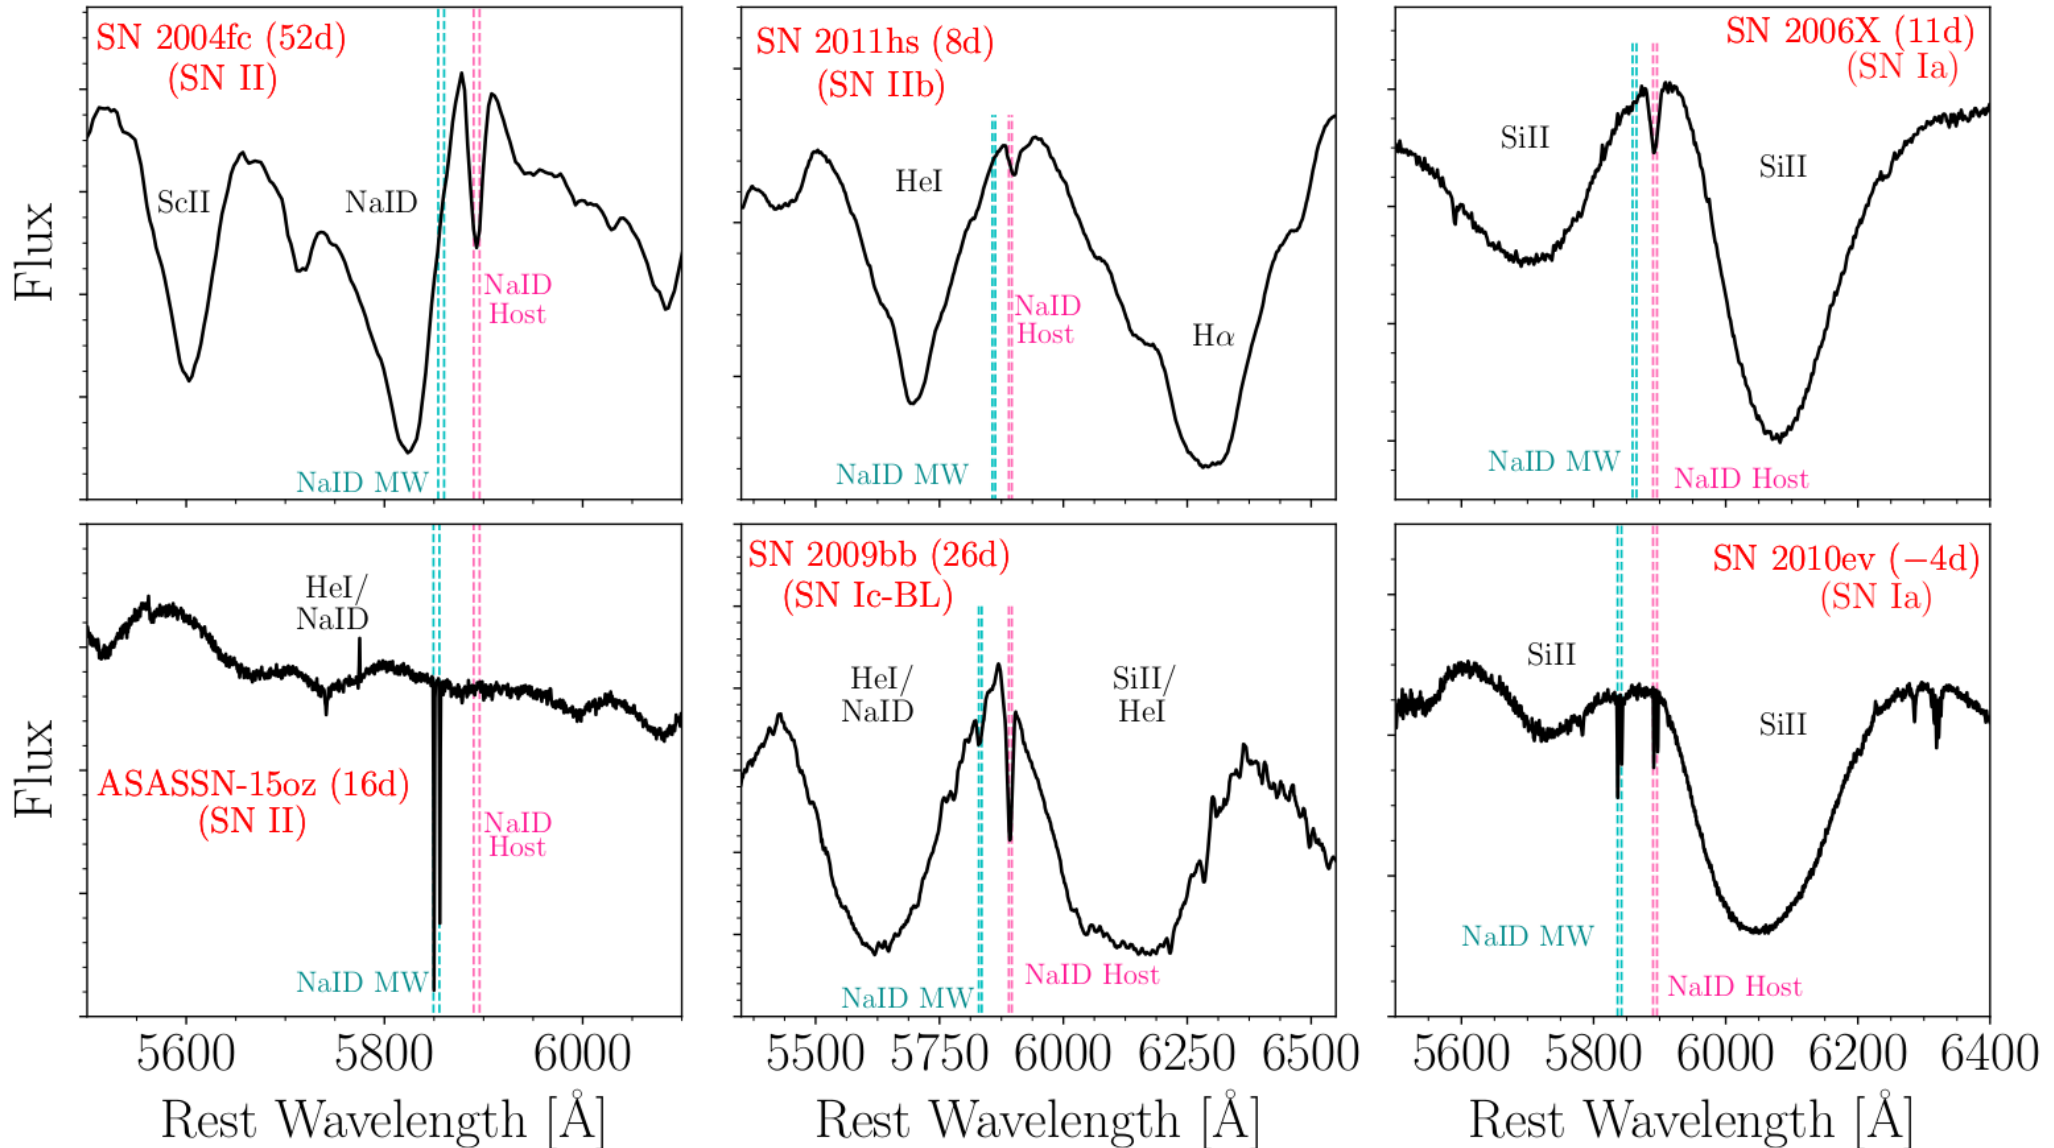 SN 2004fc (52d)
(SN II)
ScII
NaID
NaID
Host
NaID MW
Flux
SN 2011hs (8d)
(SN IIb)
HeI
NaID
Host
Hα
NaID MW
SN 2006X (11d)
(SN Ia)
SiII
SiII
NaID MW
NaID Host
HeI/
NaID
ASASSN-15oz (16d)
(SN II)
NaID
Host
NaID MW
Flux
5600 5800 6000
Rest Wavelength [Å]
SN 2009bb (26d)
(SN Ic-BL)
HeI/
NaID
SiII/
HeI
NaID Host
NaID MW
5500 5750 6000 6250 6500
Rest Wavelength [Å]
SN 2010ev (−4d)
(SN Ia)
SiII
SiII
NaID MW
NaID Host
5600 5800 6000 6200 6400
Rest Wavelength [Å]